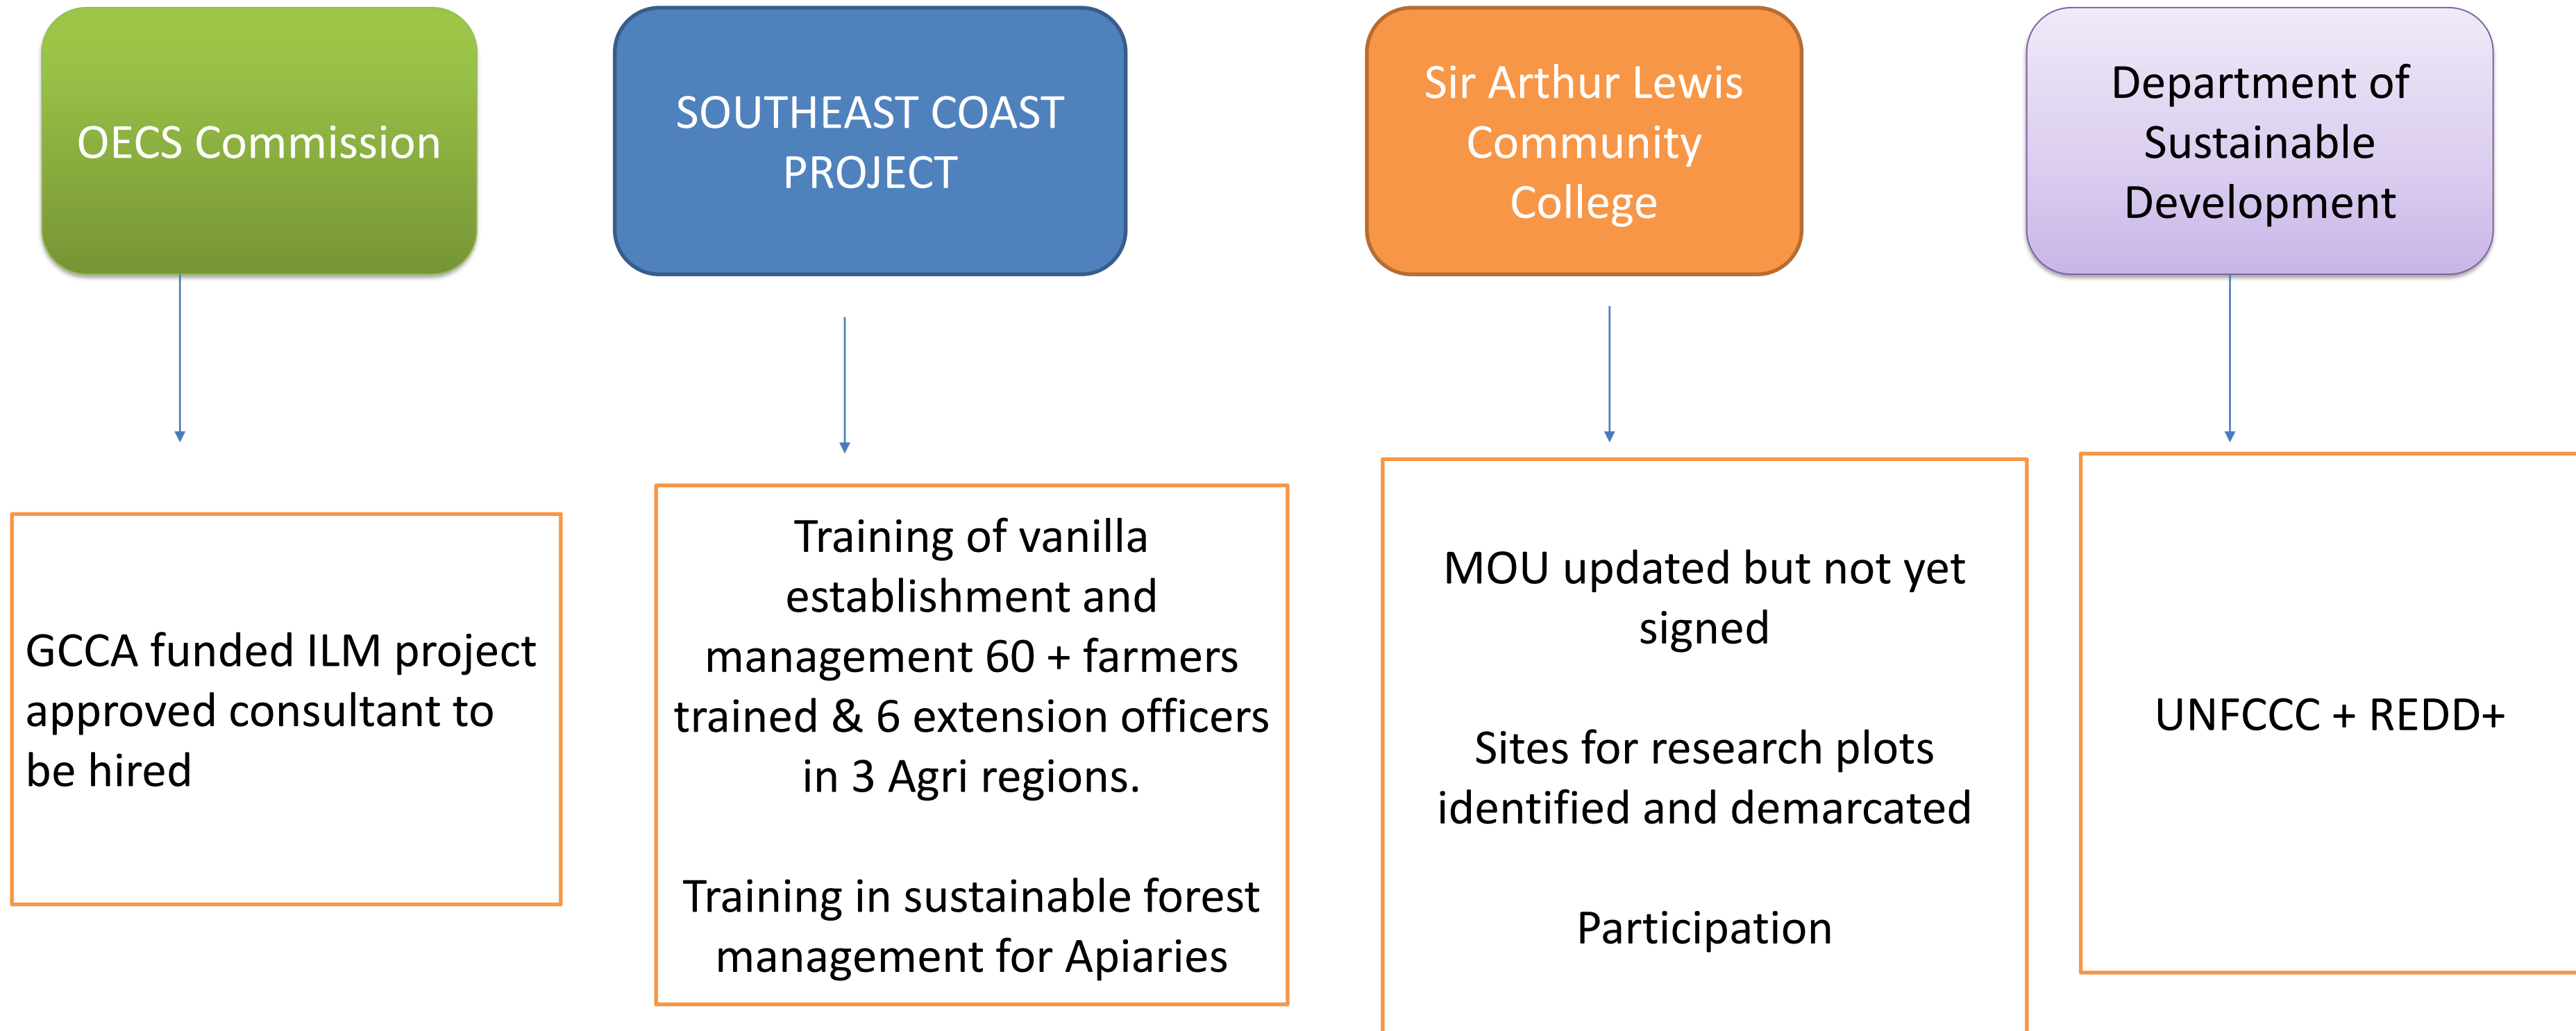 OECS Commission
SOUTHEAST COAST
PROJECT
Sir Arthur Lewis
Community
College
Department of
Sustainable
Development
GCCA funded ILM project
approved consultant to
be hired
Training of vanilla
establishment and
management 60 + farmers
trained & 6 extension officers
in 3 Agri regions.
Training in sustainable forest
management for Apiaries
MOU updated but not yet
signed
Sites for research plots
identified and demarcated
Participation
UNFCCC + REDD+